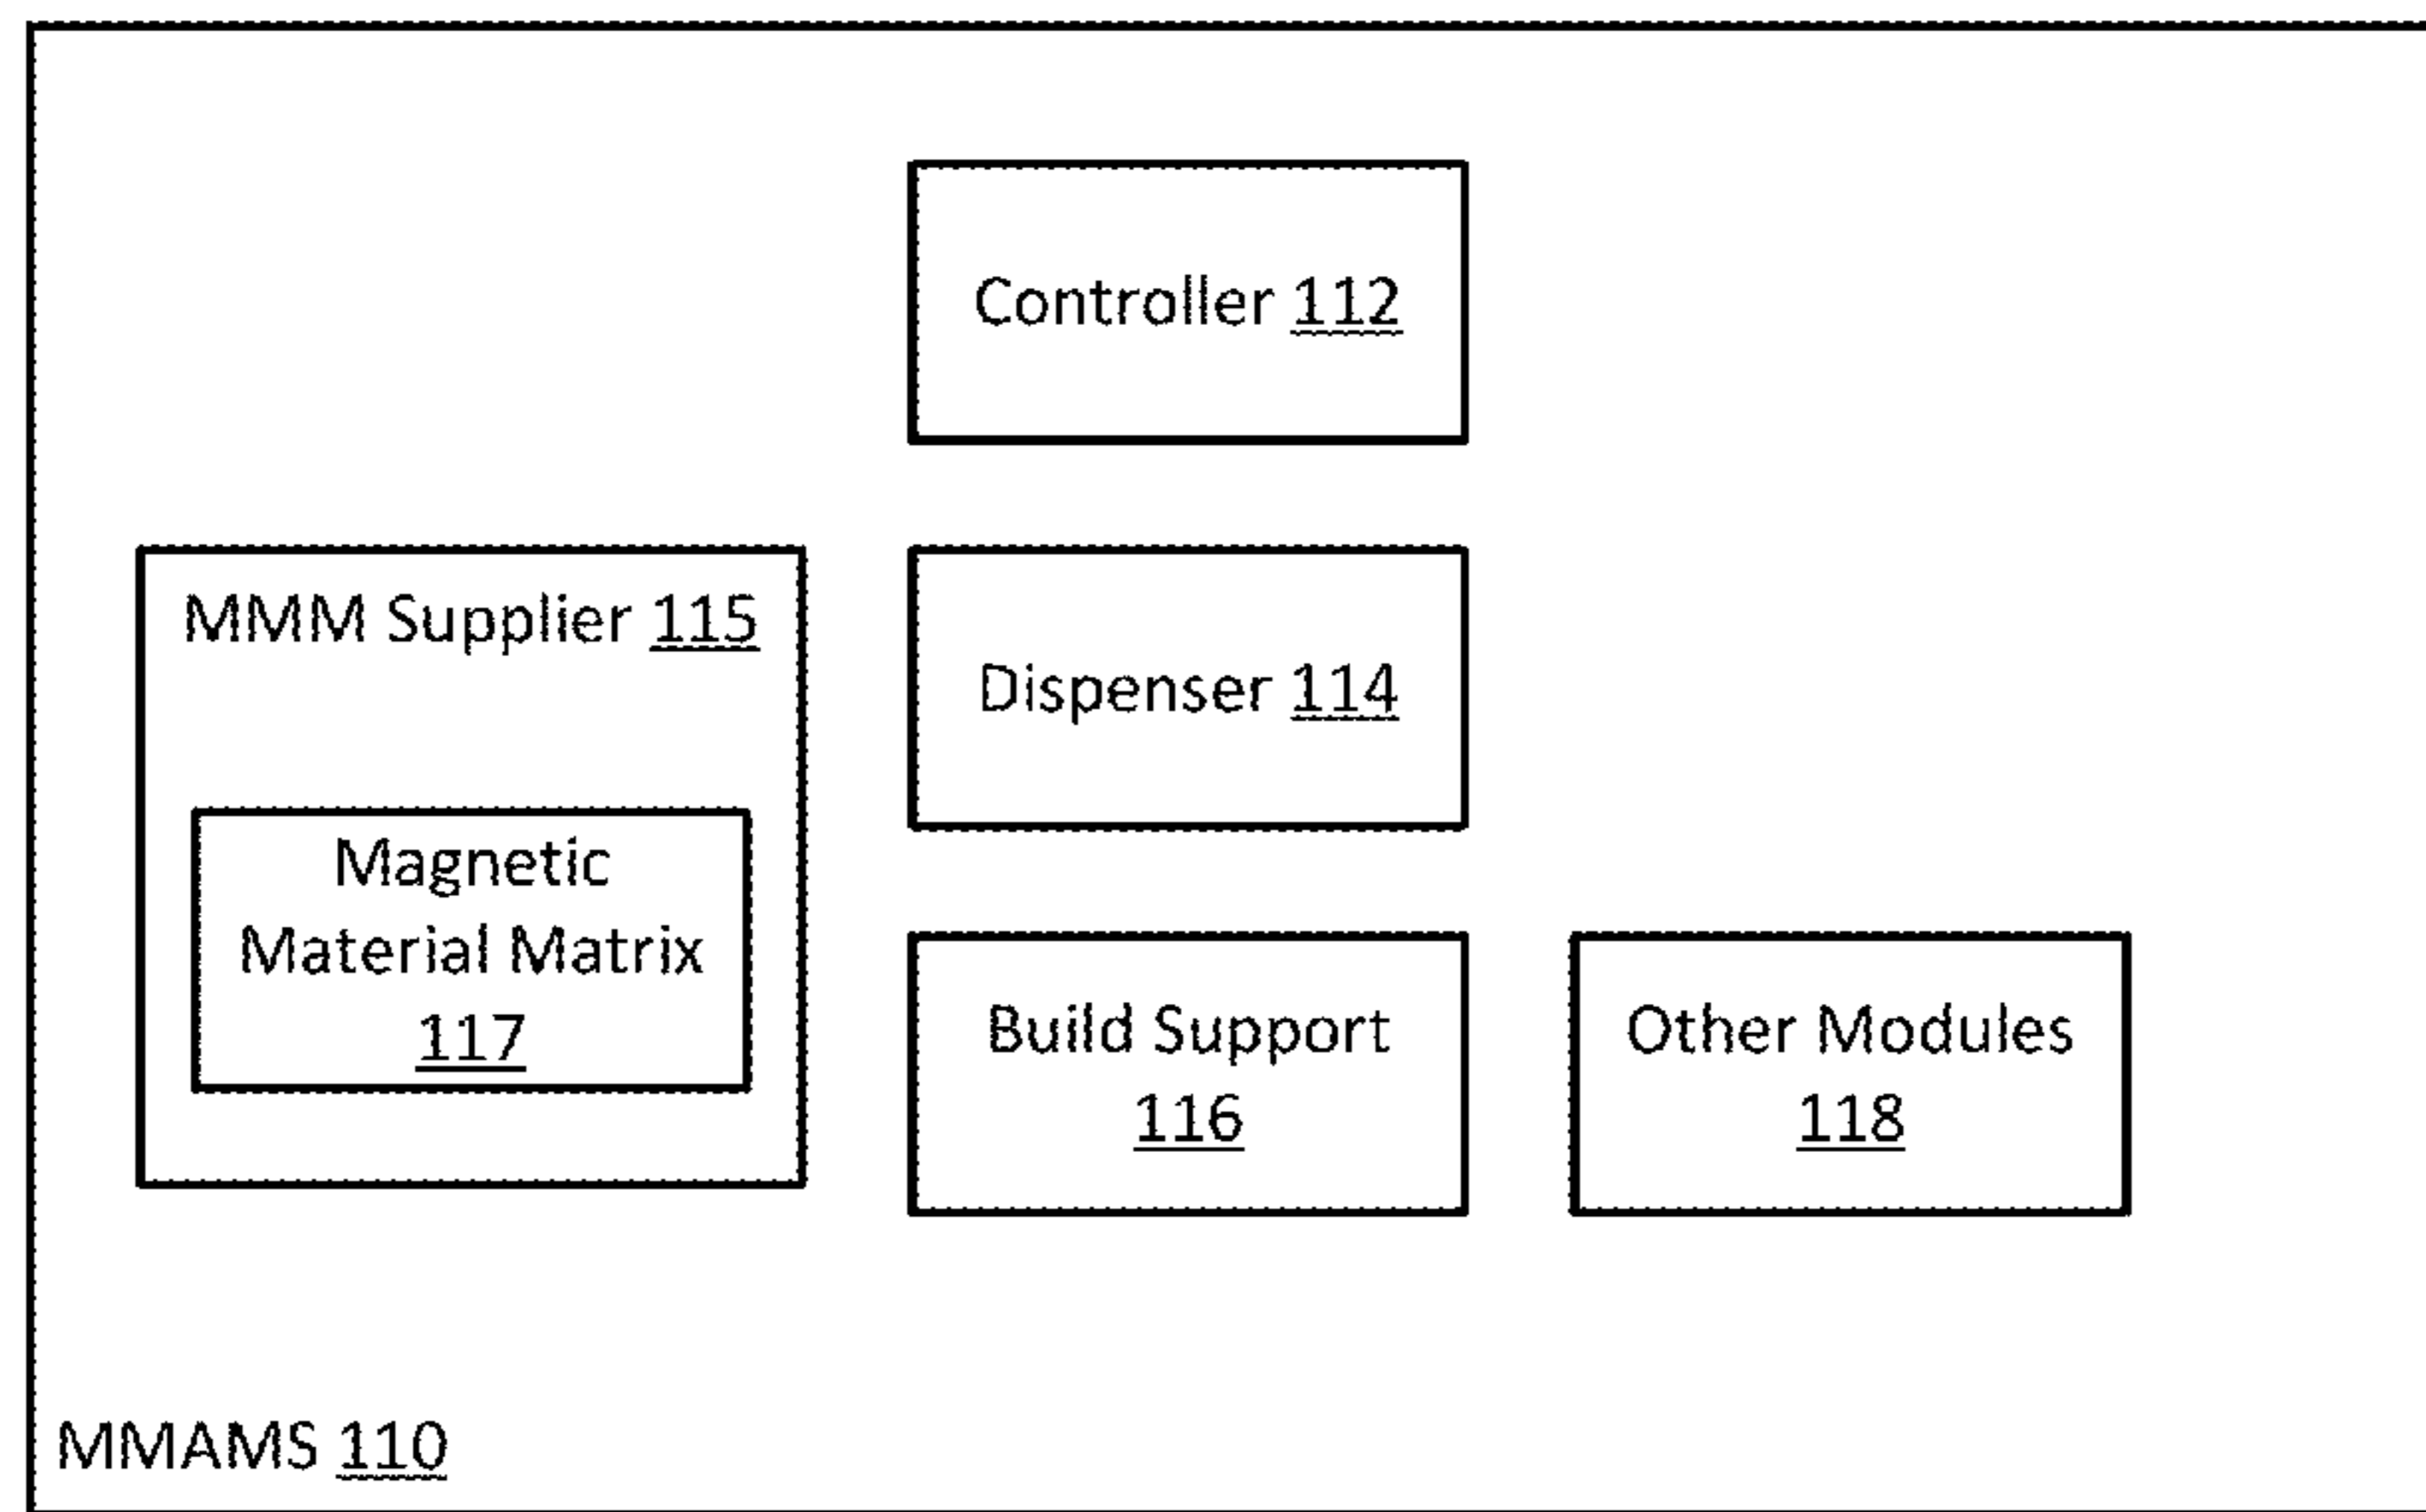 Controller 112
MMM Supplier 115
Dispenser 114
Magnetic
Material Matrix
117
Build Support
116
Other Modules
118
MMAMS 110